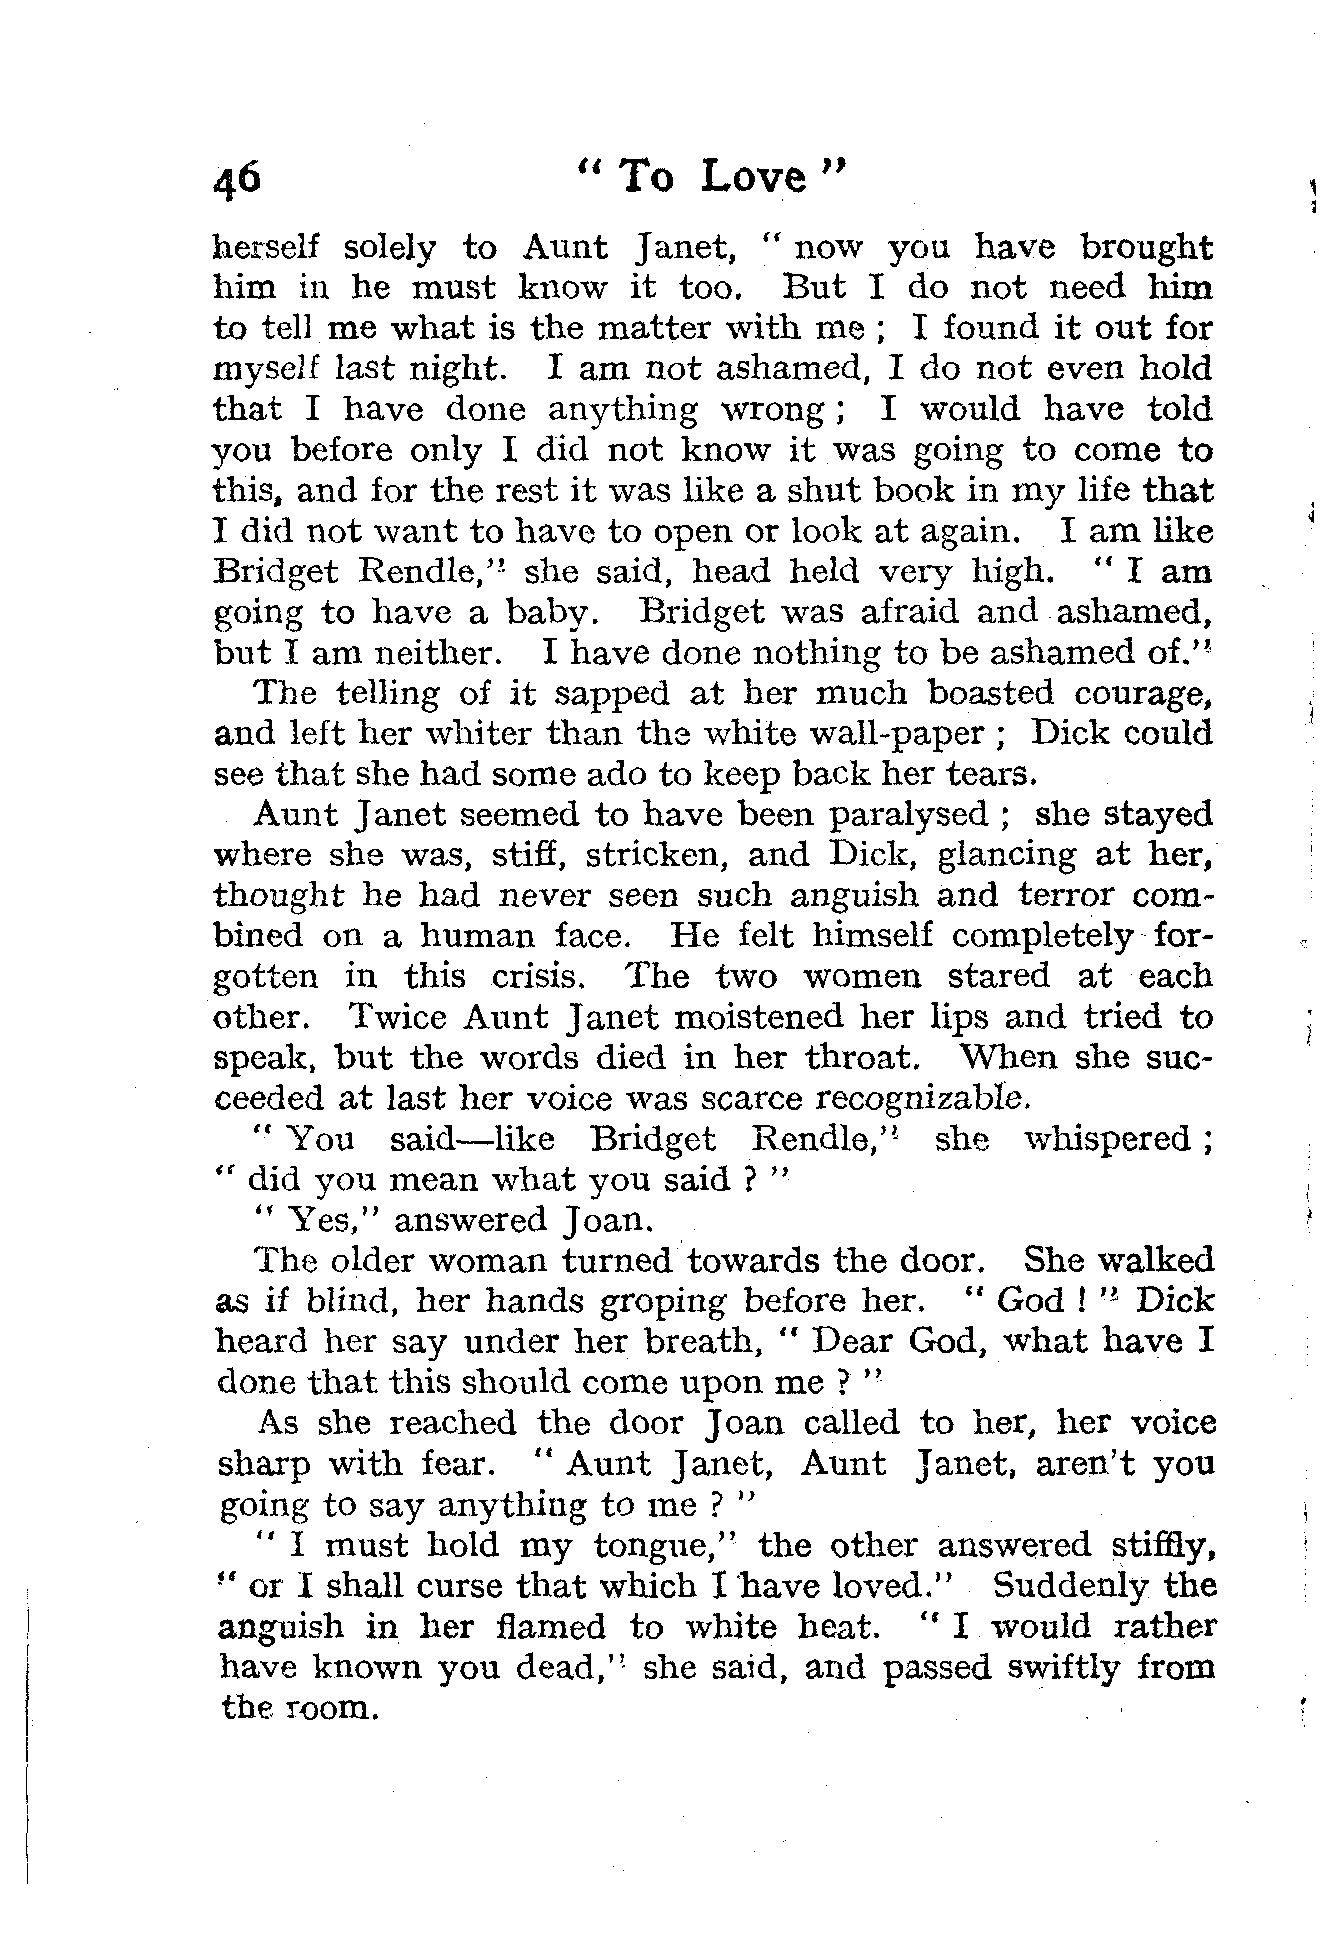 46 “ To Love ”
herself solely to Aunt Janet, “ now you have brought
him in he must know it too. But I do not need him
to tell me what is the matter with me ; I found it out for
myself last night. I am not ashamed, I do not even hold
that I have done anything wrong ; I would have told
you before only I did not know it was going to come to
this, and for the rest it was like a shut book in my life that
I did not want to have to open or look at again. I am like
Bridget Rendle,” she said, head held very high. “ I am
going to have a baby. Bridget was afraid and ashamed,
but I am neither. I have done nothing to be ashamed of.”
The telling of it sapped at her much boasted courage,
and left her whiter than the white wall-paper ; Dick could
see that she had some ado to keep back her tears.
Aunt Janet seemed to have been paralysed ; she stayed
where she was, stiff, stricken, and Dick, glancing at her,
thought he had never seen such anguish and terror com-
bined on a human face. He felt himself completely for-
gotten in this crisis. The two women stared at each
other. Twice Aunt Janet moistened her lips and tried to
speak, but the words died in her throat. When she suc-
ceeded at last her voice was scarce recognizable.
“ You said—like Bridget Rendle,” she whispered ;
“ did you mean what you said ? ”
“ Yes,” answered Joan.
The older woman turned towards the door. She walked
as if blind, her hands groping before her. “ God ! ” Dick
heard her say under her breath, “ Dear God, what have I
done that this should come upon me ? ”
As she reached the door Joan called to her, her voice
sharp with fear. “ Aunt Janet, Aunt Janet, aren't you
going to say anything to me ? ”
“ I must hold my tongue,” the other answered stiffly,
“ or I shall curse that which I have loved.” Suddenly the
anguish in her flamed to white heat. “ I would rather
have known you dead,” she said, and passed swiftly from
the room.